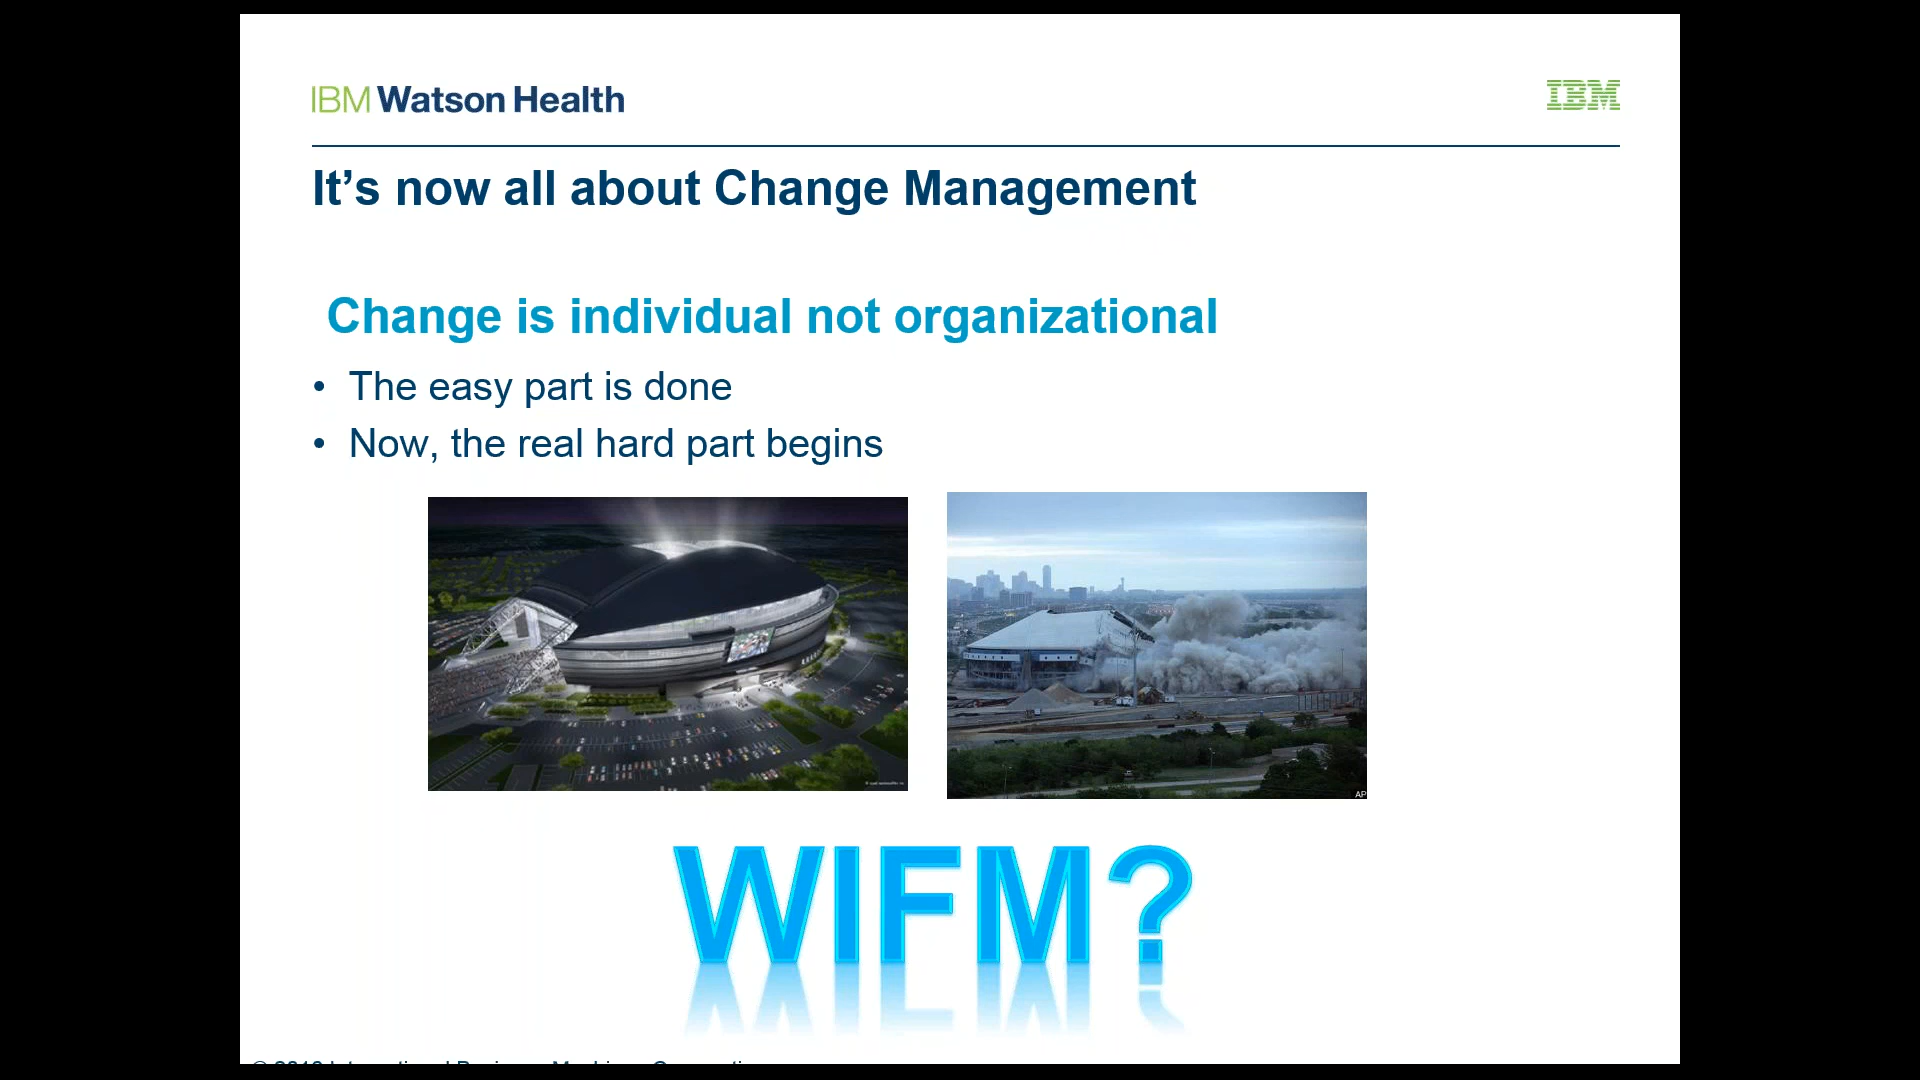 IBM Watson Health
IBM
It’s now all about Change Management
Change is individual not organizational
• The easy part is done
• Now, the real hard part begins
AP
WIFM?